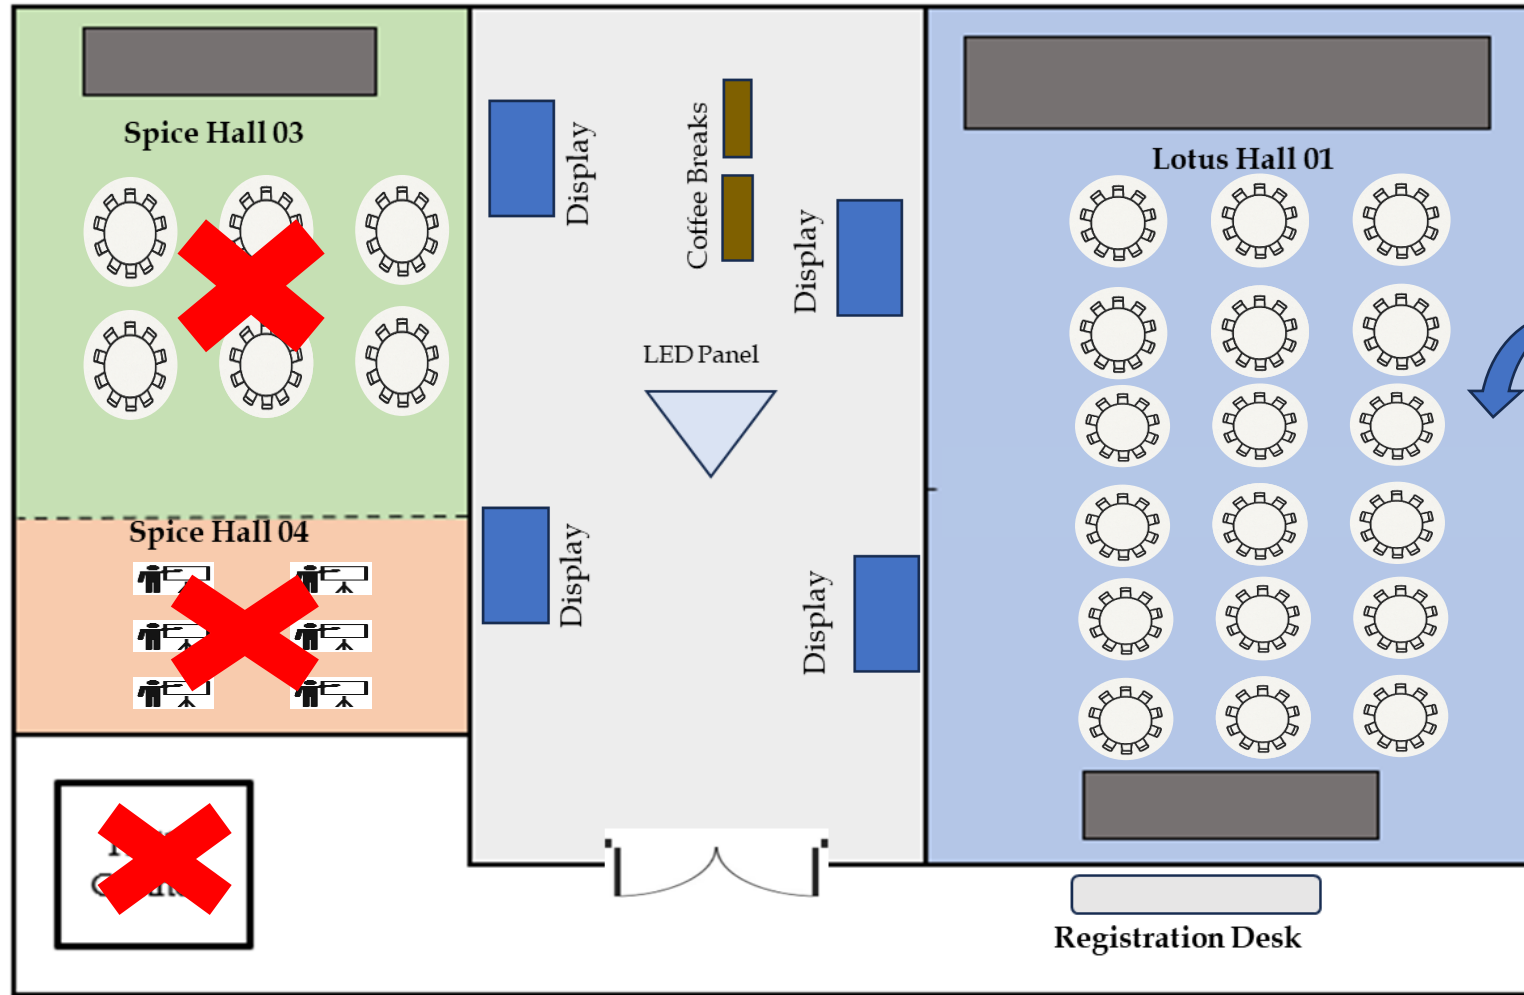 Spice Hall 03
Display
Coffee Breaks
Display
Lotus Hall 01
LED Panel
Spice Hall 04
Display
Display
Registration Desk